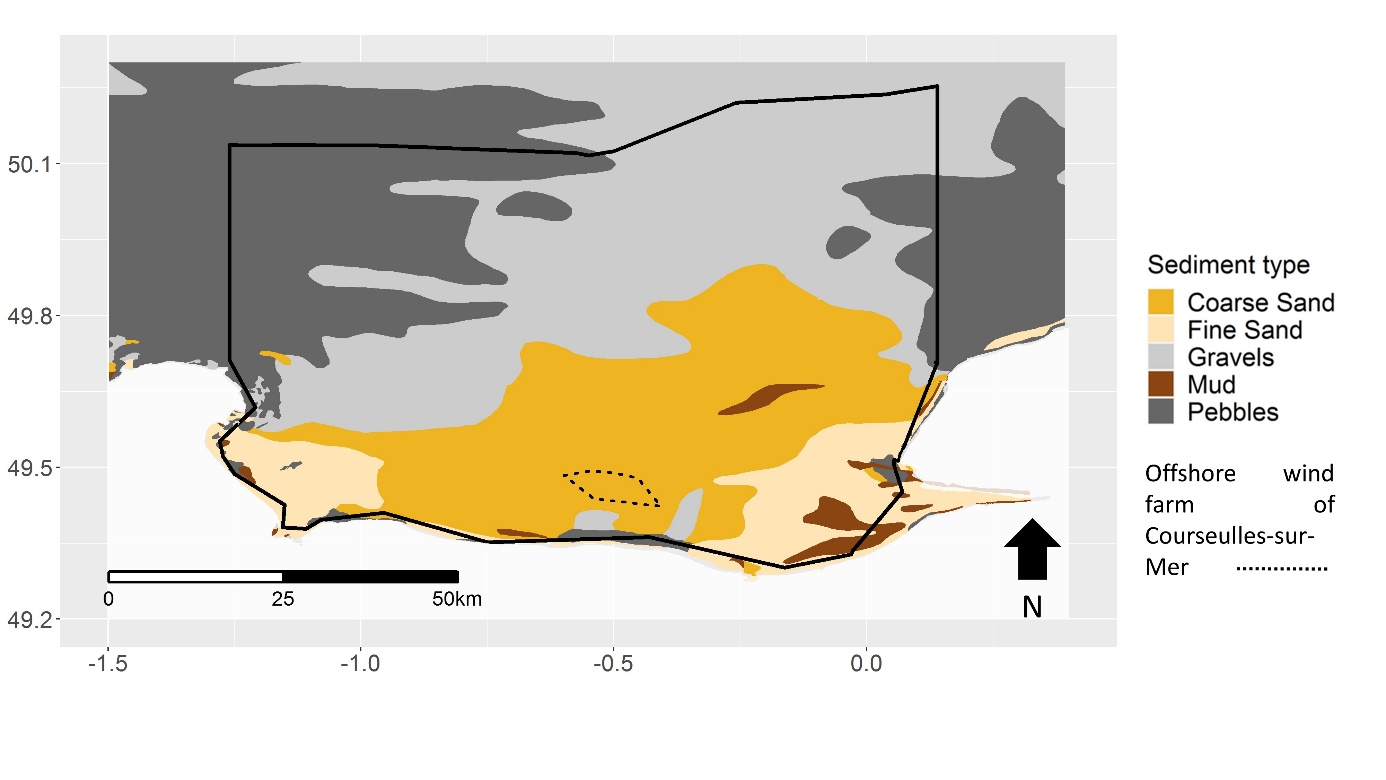 50.1
49.8
49.5
49.2
-1.5
-1.0
-0.5
0.0
0
25
50km
N
Sediment type
Coarse Sand
Fine Sand
Gravels
Mud
Pebbles
Offshore wind
farm of
Courseulles-sur-
Mer